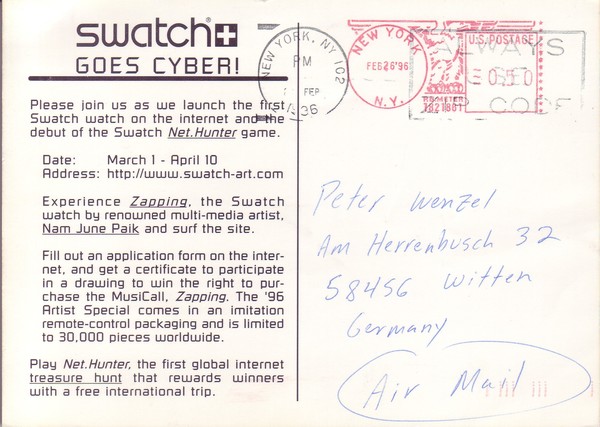 swatch
GOES CYBER!
Please join us as we launch the first
Swatch watch on the internet and the
debut of the Swatch Net.Hunter game.
Date: March 1 - April 10
Address: http://www.swatch-art.com
Experience Zapping, the Swatch
watch by renowned multi-media artist,
Nam June Paik and surf the site.
Fill out an application form on the inter-
net, and get a certificate to participate
in a drawing to win the right to pur-
chase the MusiCall, Zapping. The '96
Artist Special comes in an imitation
remote-control packaging and is limited
to 30,000 pieces worldwide.
Play Net.Hunter, the first global internet
treasure hunt that rewards winners
with a free international trip.
NEW YORK, NY
PM
FEB
NEW YORK
FEB26'96
N.Y.
U.S. POSTAGE
CODE
Peter Wenzel
Am Herrenbusch 32
58456 Witten
Germany
Air Mail